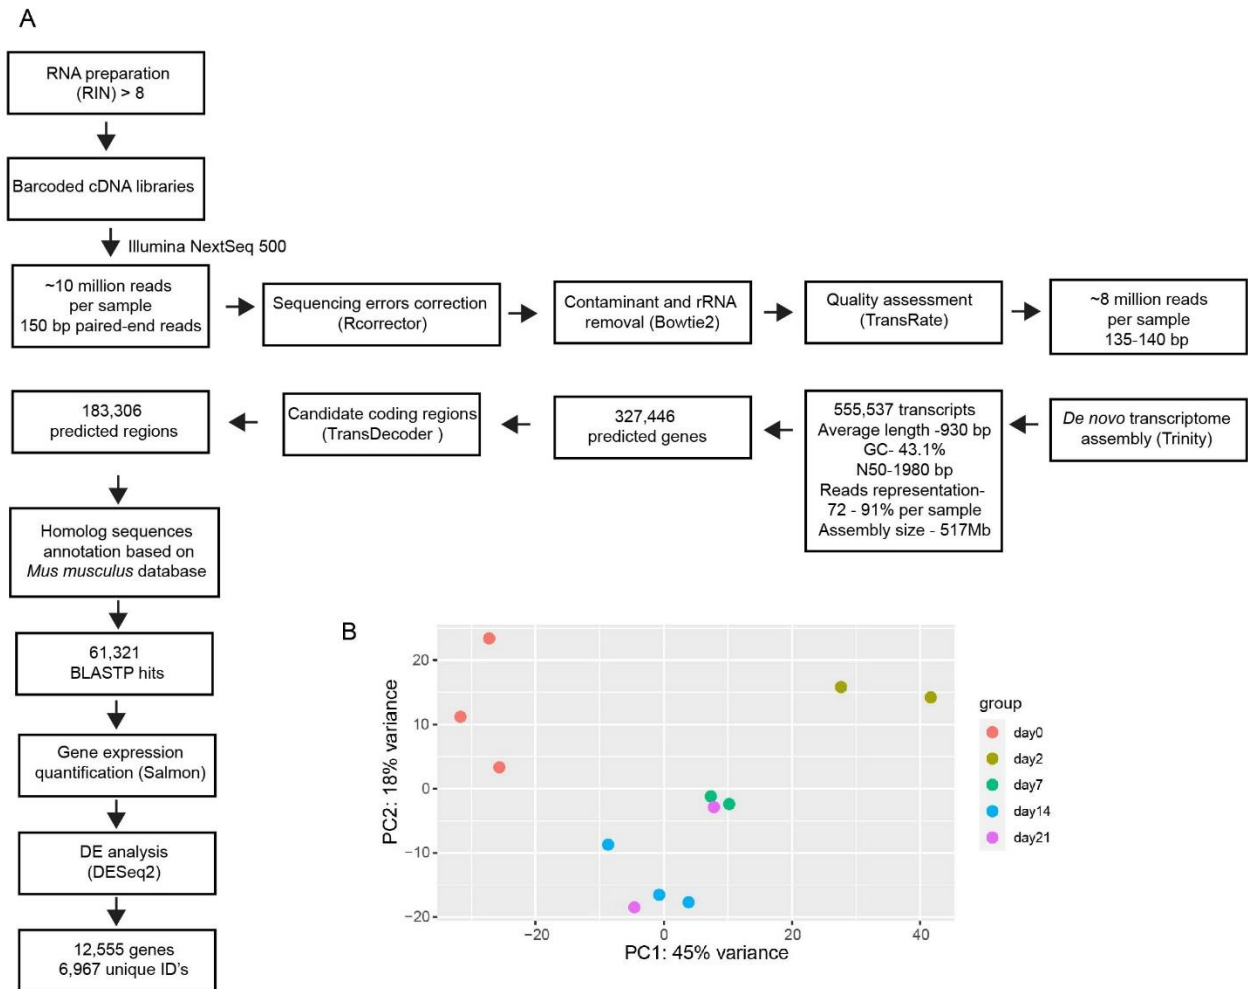 A
RNA preparation
(RIN) > 8
Barcoded cDNA libraries
Illumina NextSeq 500
~10 million reads
per sample
150 bp paired-end reads
Sequencing errors correction
(Rcorrector)
Contaminant and rRNA
removal (Bowtie2)
Quality assessment
(TransRate)
~8 million reads
per sample
135-140 bp
De novo transcriptome
assembly (Trinity)
555,537 transcripts
Average length -930 bp
GC- 43.1%
N50-1980 bp
Reads representation-
72 - 91% per sample
Assembly size - 517Mb
327,446
predicted genes
Candidate coding regions
(TransDecoder )
183,306
predicted regions
Homolog sequences
annotation based on
Mus musculus database
61,321
BLASTP hits
Gene expression
quantification (Salmon)
DE analysis
(DESeq2)
12,555 genes
6,967 unique ID's
B
PC2: 18% variance
20
10
0
−10
−20
−20
0
20
40
PC1: 45% variance
group
day0
day2
day7
day14
day21